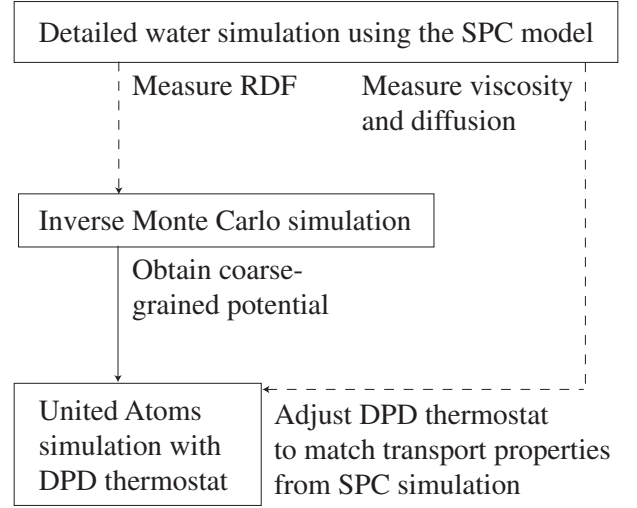 Detailed water simulation using the SPC model
Measure RDF
Measure viscosity
and diffusion
Inverse Monte Carlo simulation
Obtain coarse-
grained potential
United Atoms
simulation with
DPD thermostat
Adjust DPD thermostat
to match transport properties
from SPC simulation